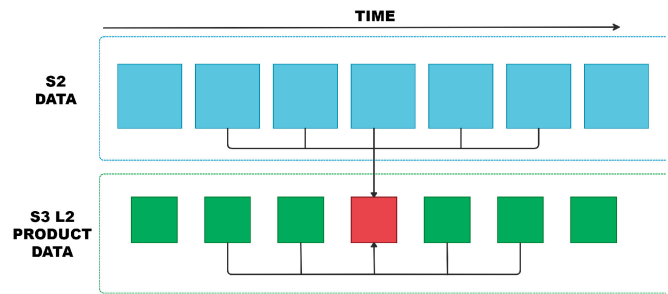 TIME
S2
DATA
S3 L2
PRODUCT
DATA